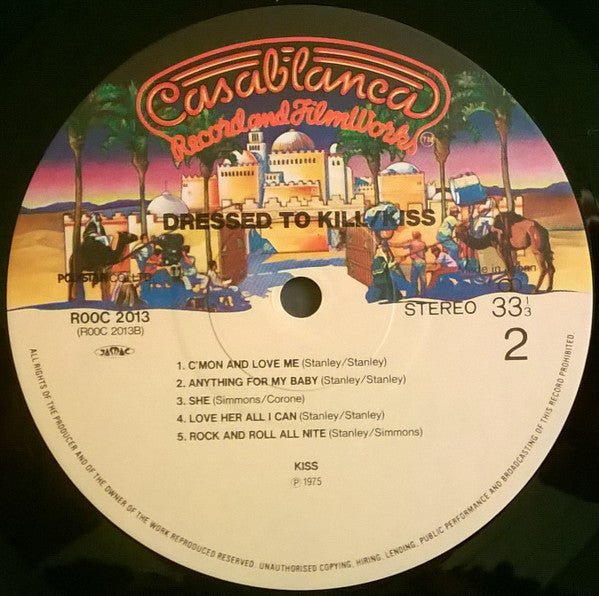 Casablanca
Record and FilmWorks
DRESSED TO KILL/KISS
R00C 2013
(R00C 2013B)
JASRAC
STEREO 33 1/3
2
1. C'MON AND LOVE ME (Stanley/Stanley)
2. ANYTHING FOR MY BABY (Stanley/Stanley)
3. SHE (Simmons/Corone)
4. LOVE HER ALL I CAN (Stanley/Stanley)
5. ROCK AND ROLL ALL NITE (Stanley/Simmons)
KISS
Ⓟ 1975
ALL RIGHTS OF THE PRODUCER AND OF THE OWNER OF THE WORK REPRODUCED RESERVED. UNAUTHORISED COPYING, HIRING, LENDING, PUBLIC PERFORMANCE AND BROADCASTING OF THIS RECORD PROHIBITED